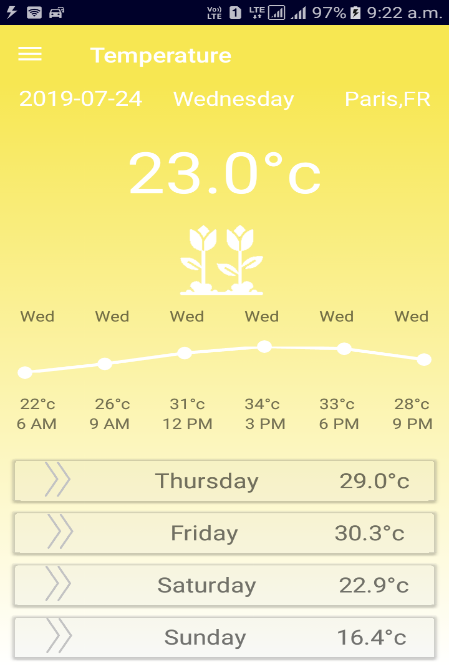 Vo)) LTE 1 LTE 97% 9:22 a.m.
Temperature
2019-07-24 Wednesday Paris,FR
23.0°c
Wed Wed Wed Wed Wed Wed
22°c 26°c 31°c 34°c 33°c 28°c
6 AM 9 AM 12 PM 3 PM 6 PM 9 PM
Thursday 29.0°c
Friday 30.3°c
Saturday 22.9°c
Sunday 16.4°c